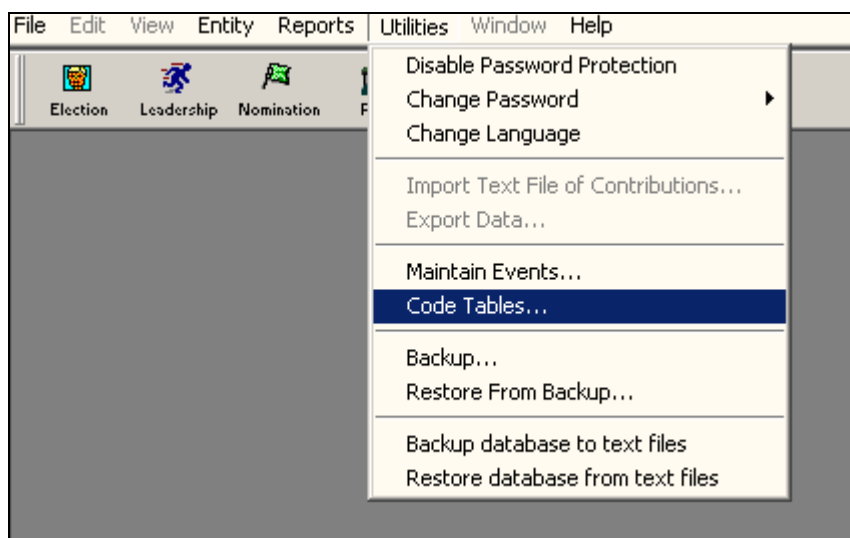 File Edit View Entity Reports Utilities Window Help
Election Leadership Nomination
Disable Password Protection
Change Password
Change Language
Import Text File of Contributions...
Export Data...
Maintain Events...
Code Tables...
Backup...
Restore From Backup...
Backup database to text files
Restore database from text files